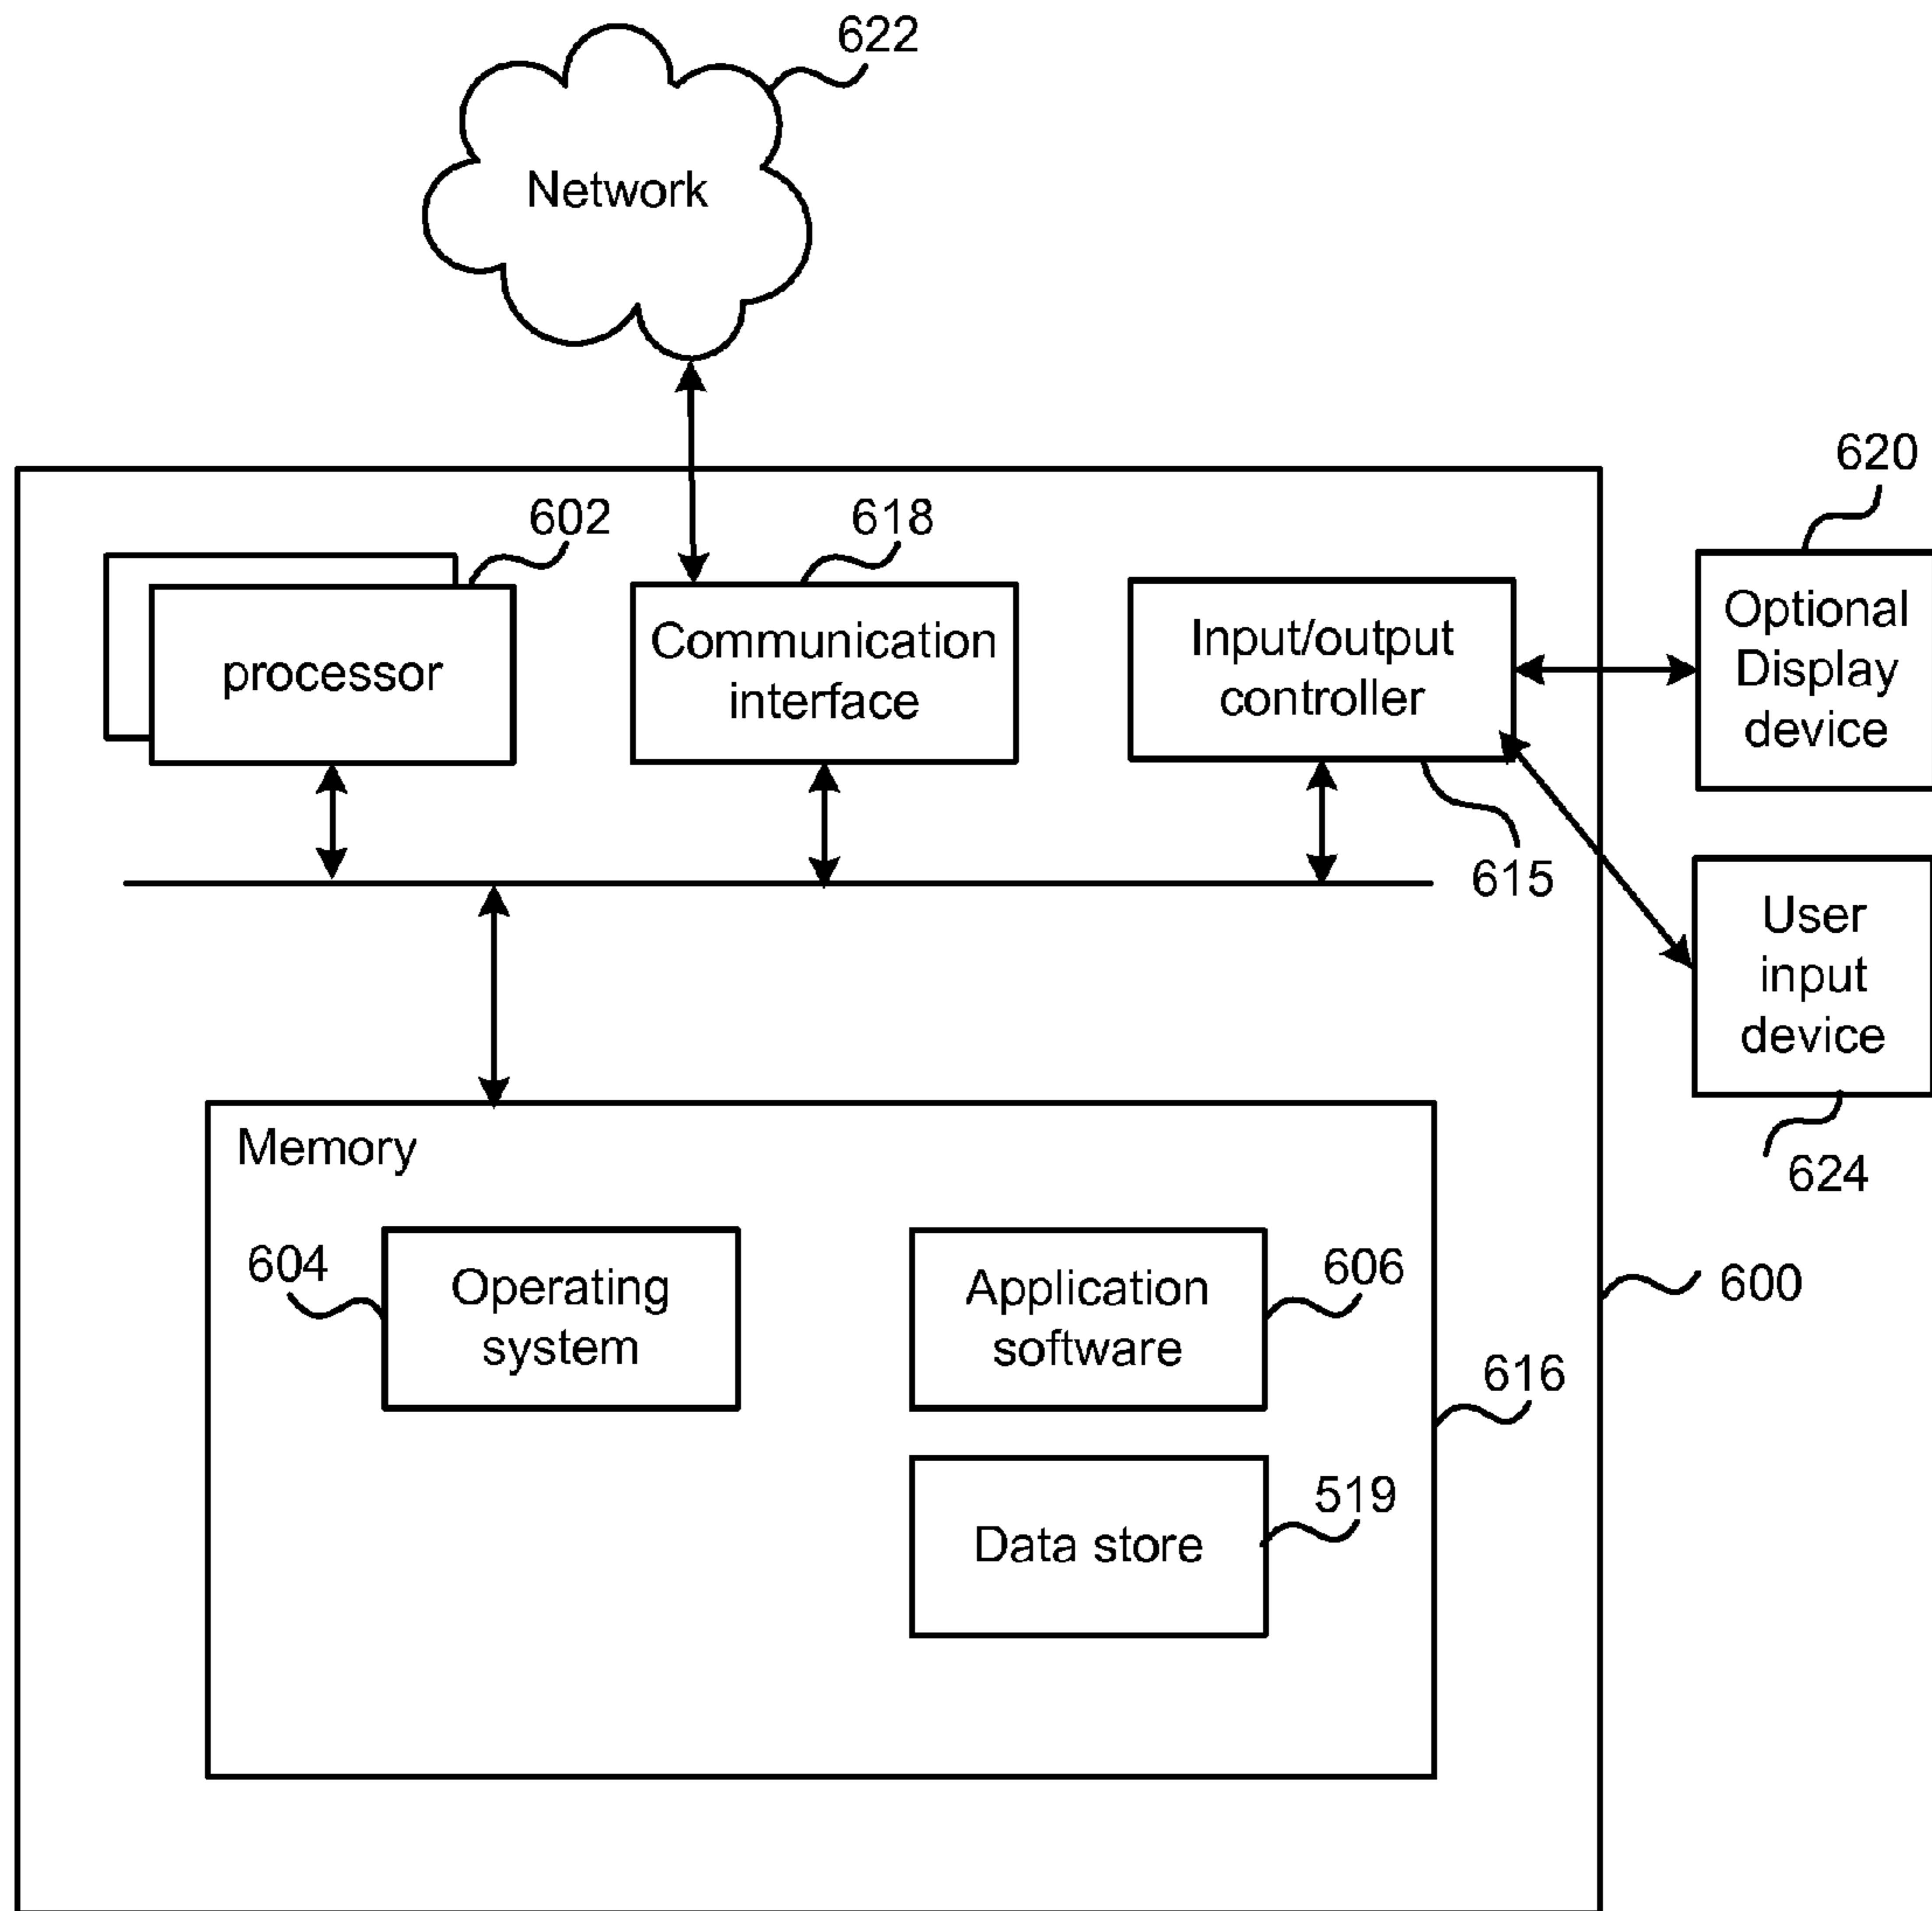 622
Network
620
602
618
processor
Communication
interface
Input/output
controller
Optional
Display
device
615
User
input
device
624
Memory
604
Operating
system
Application
software
606
600
616
519
Data store